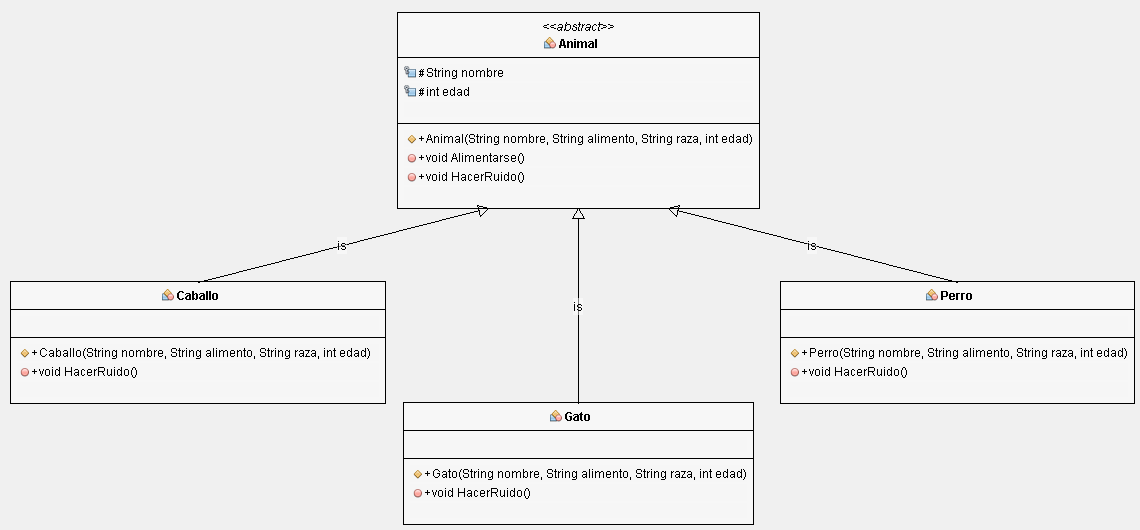 <<abstract>>
Animal
#String nombre
#int edad
+Animal(String nombre, String alimento, String raza, int edad)
+void Alimentarse()
+void HacerRuido()
is
is
is
Caballo
+Caballo(String nombre, String alimento, String raza, int edad)
+void HacerRuido()
Perro
+Perro(String nombre, String alimento, String raza, int edad)
+void HacerRuido()
Gato
+Gato(String nombre, String alimento, String raza, int edad)
+void HacerRuido()